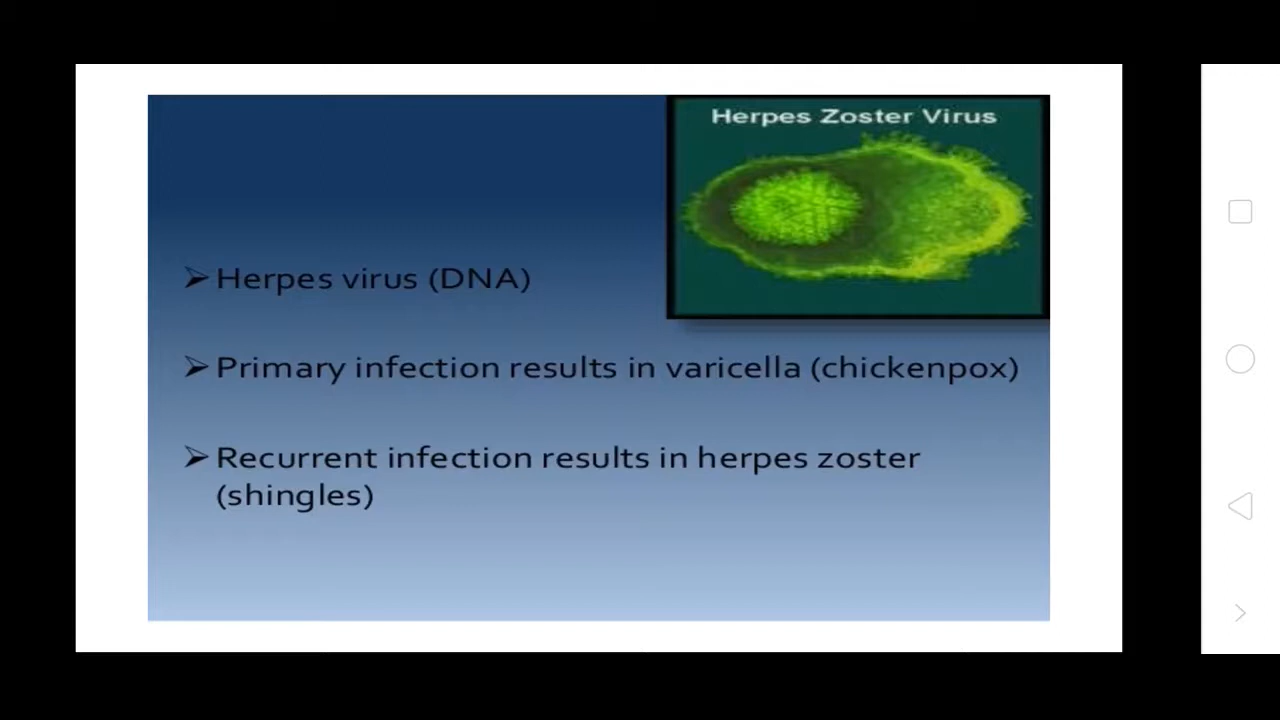 Herpes Zoster Virus
Herpes virus (DNA)
Primary infection results in varicella (chickenpox)
Recurrent infection results in herpes zoster
(shingles)